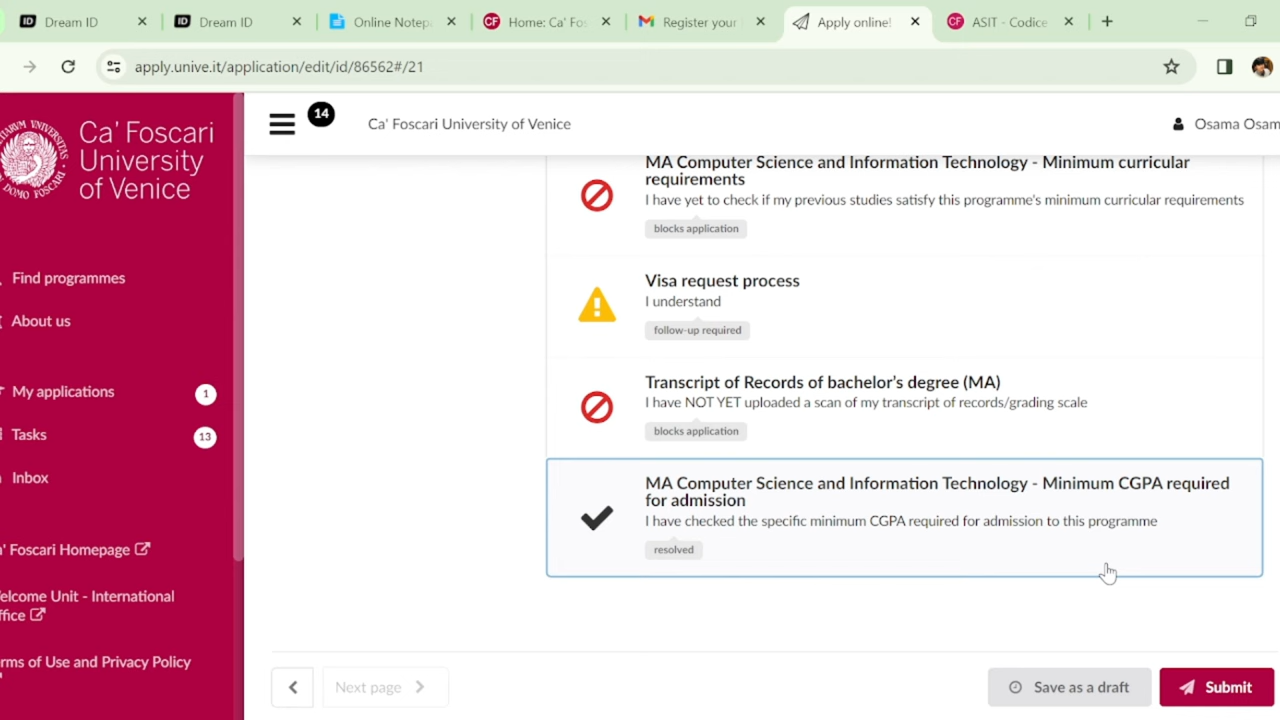 Dream ID
Dream ID
Online Notep
Home: Ca' Fos
Register your
Apply online!
ASIT - Codice
apply.unive.it/application/edit/id/86562#/21
Ca' Foscari
University
of Venice
14
Ca' Foscari University of Venice
Osama Osam
Find programmes
About us
My applications
1
Tasks
13
Inbox
a' Foscari Homepage
elcome Unit - International
ffice
rms of Use and Privacy Policy
MA Computer Science and Information Technology - Minimum curricular
requirements
I have yet to check if my previous studies satisfy this programme's minimum curricular requirements
blocks application
Visa request process
I understand
follow-up required
Transcript of Records of bachelor's degree (MA)
I have NOT YET uploaded a scan of my transcript of records/grading scale
blocks application
MA Computer Science and Information Technology - Minimum CGPA required
for admission
I have checked the specific minimum CGPA required for admission to this programme
resolved
Next page
Save as a draft
Submit